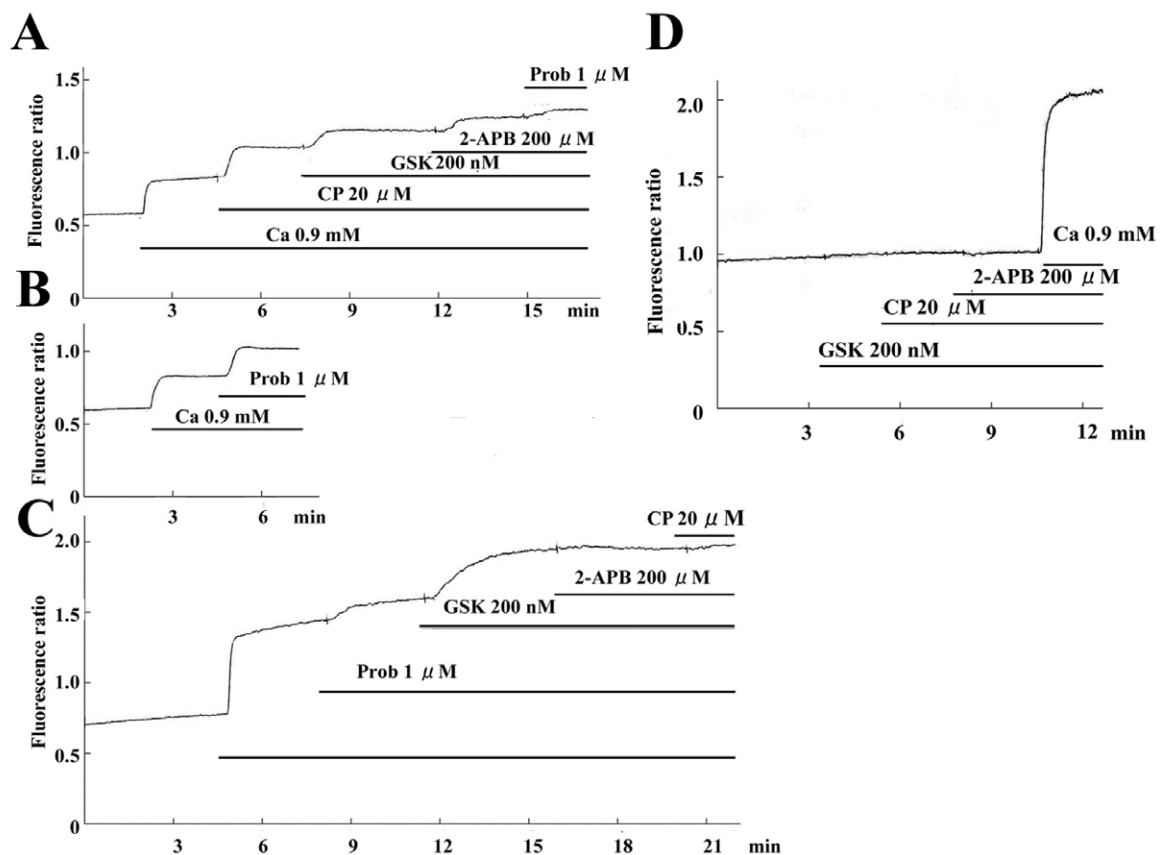 A
Fluorescence ratio
1.5
1.0
0.5
0
Prob 1 μM
2-APB 200 μM
GSK 200 nM
CP 20 μM
Ca 0.9 mM
3 6 9 12 15 min
B
Fluorescence ratio
1.0
0.5
0
Prob 1 μM
Ca 0.9 mM
3 6 min
C
Fluorescence ratio
2.0
1.5
1.0
0.5
0
CP 20 μM
2-APB 200 μM
GSK 200 nM
Prob 1 μM
3 6 9 12 15 18 21 min
D
Fluorescence ratio
2.0
1.5
1.0
0.5
0
Ca 0.9 mM
2-APB 200 μM
CP 20 μM
GSK 200 nM
3 6 9 12 min